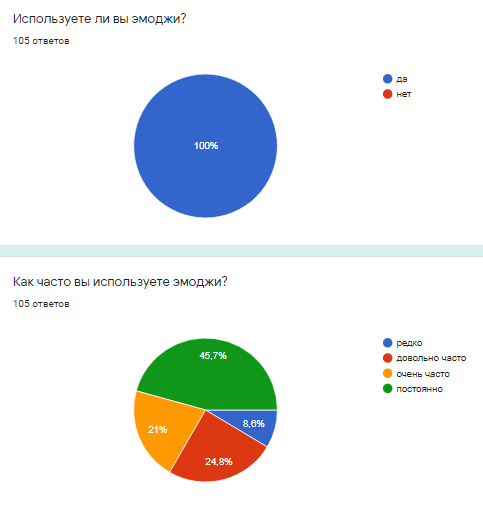 Используете ли вы эмоджи?
105 ответов
да
нет
100%
Как часто вы используете эмоджи?
105 ответов
редко
довольно часто
очень часто
постоянно
45,7%
8,6%
21%
24,8%